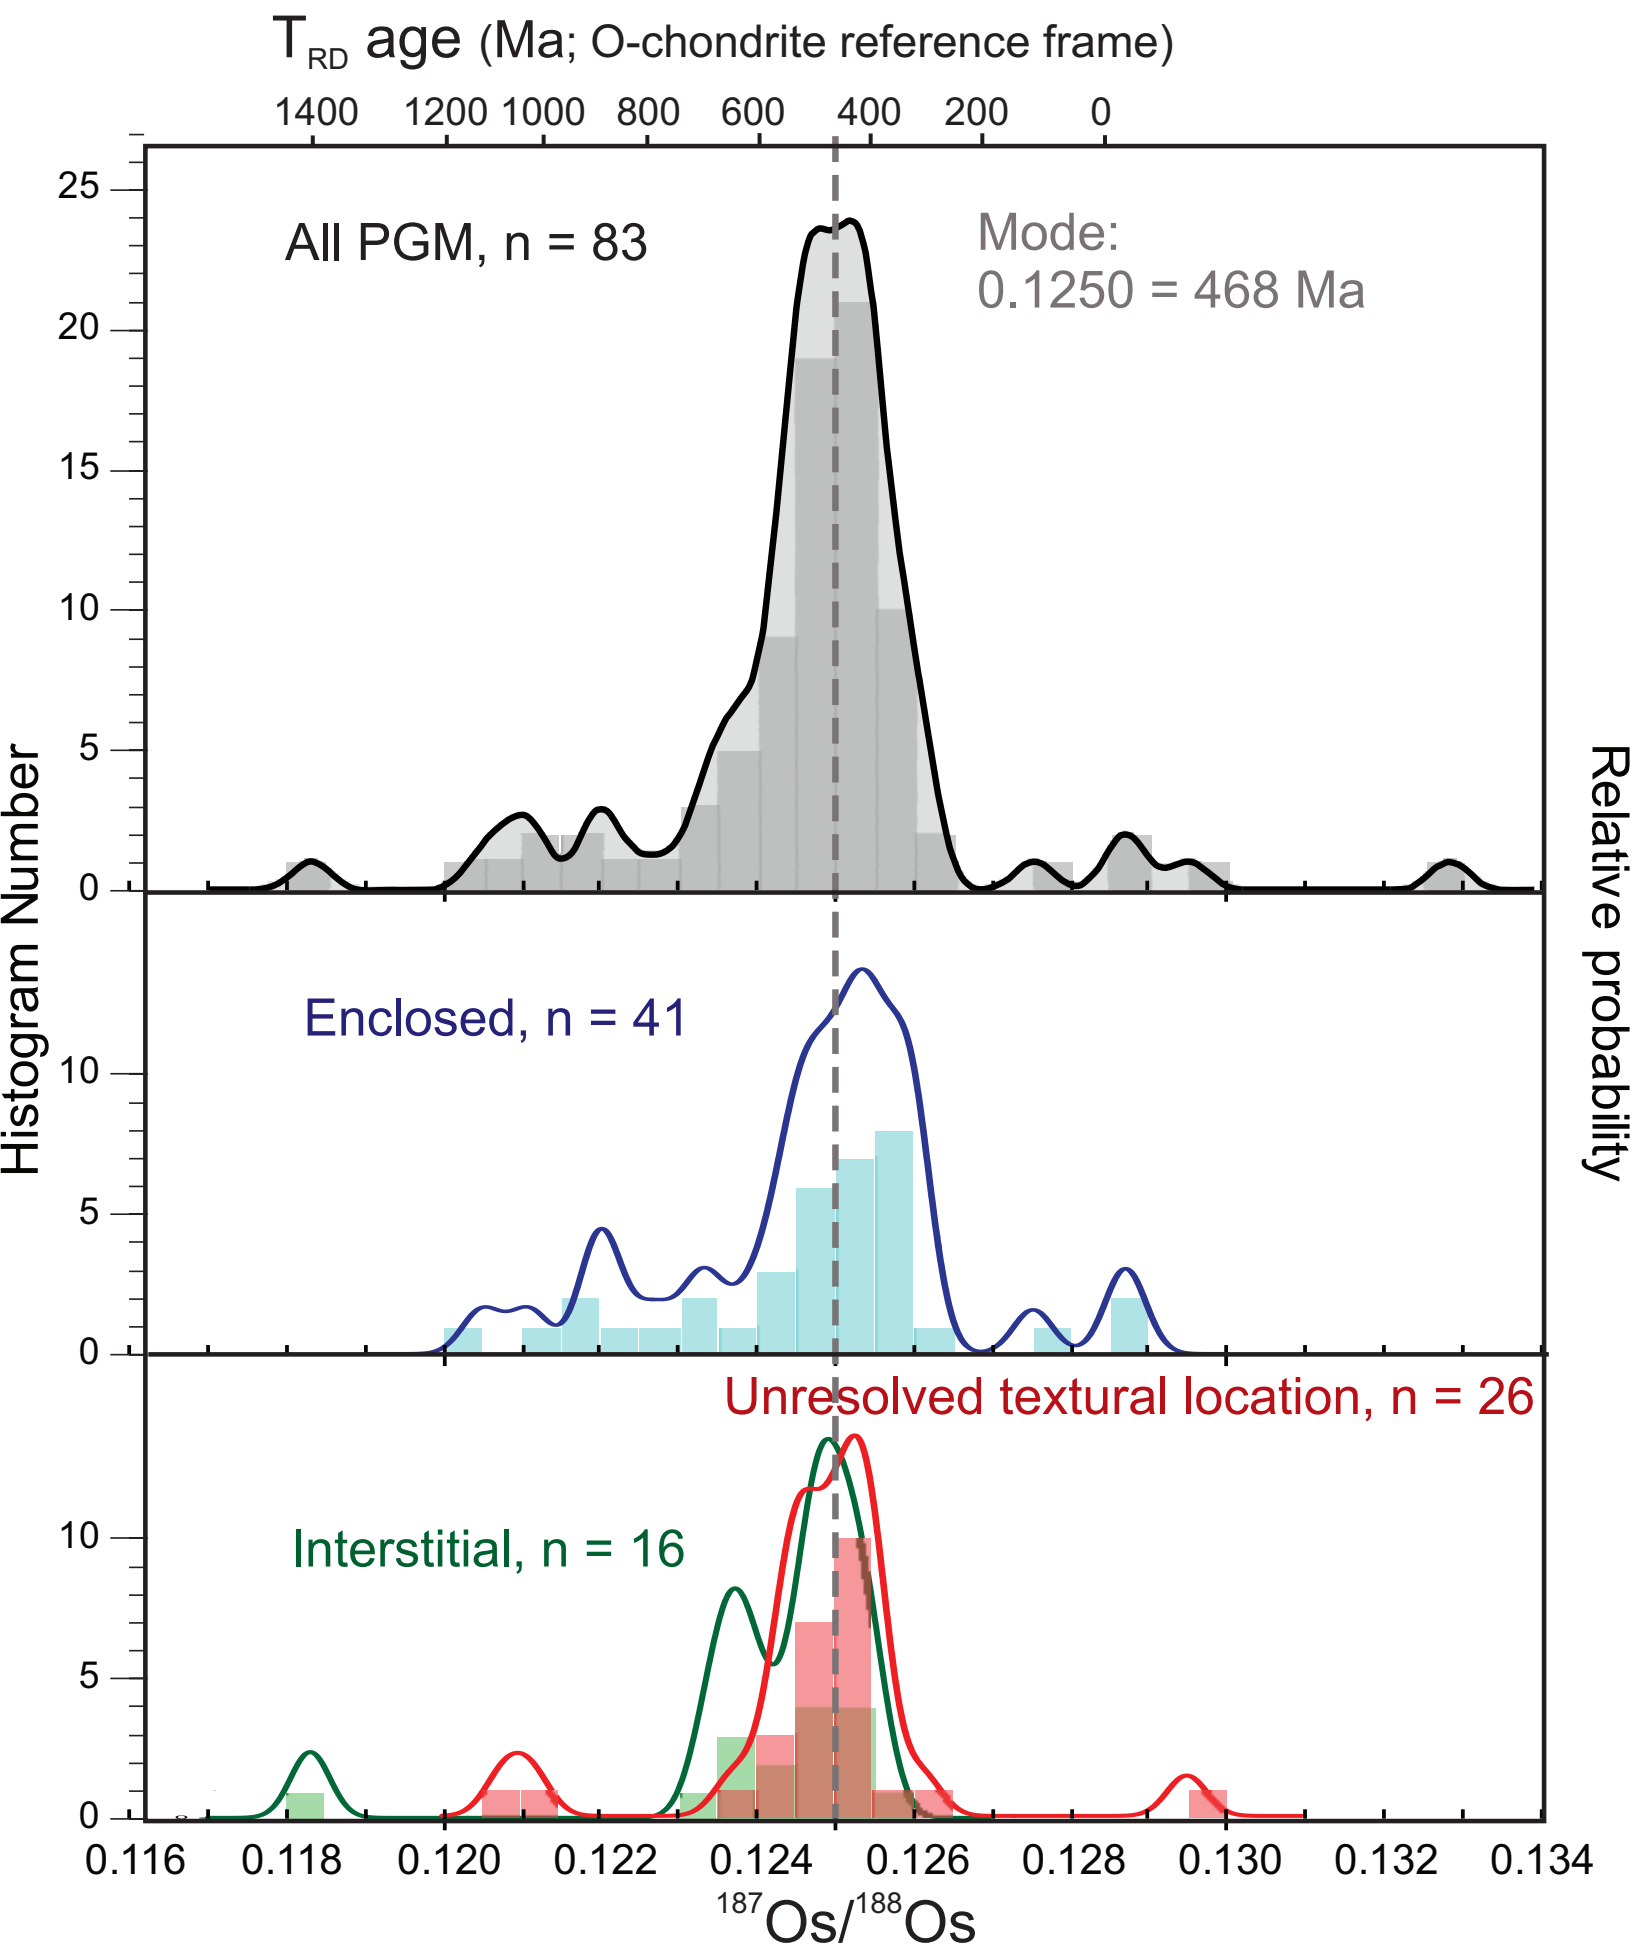 TRD age (Ma; O-chondrite reference frame)
1400 1200 1000 800 600 400 200 0
25
All PGM, n = 83
Mode:
0.1250 = 468 Ma
20
15
10
5
0
Histogram Number
Relative probability
Enclosed, n = 41
10
5
0
Unresolved textural location, n = 26
Interstitial, n = 16
10
5
0
0.116 0.118 0.120 0.122 0.124 0.126 0.128 0.130 0.132 0.134
187Os/188Os